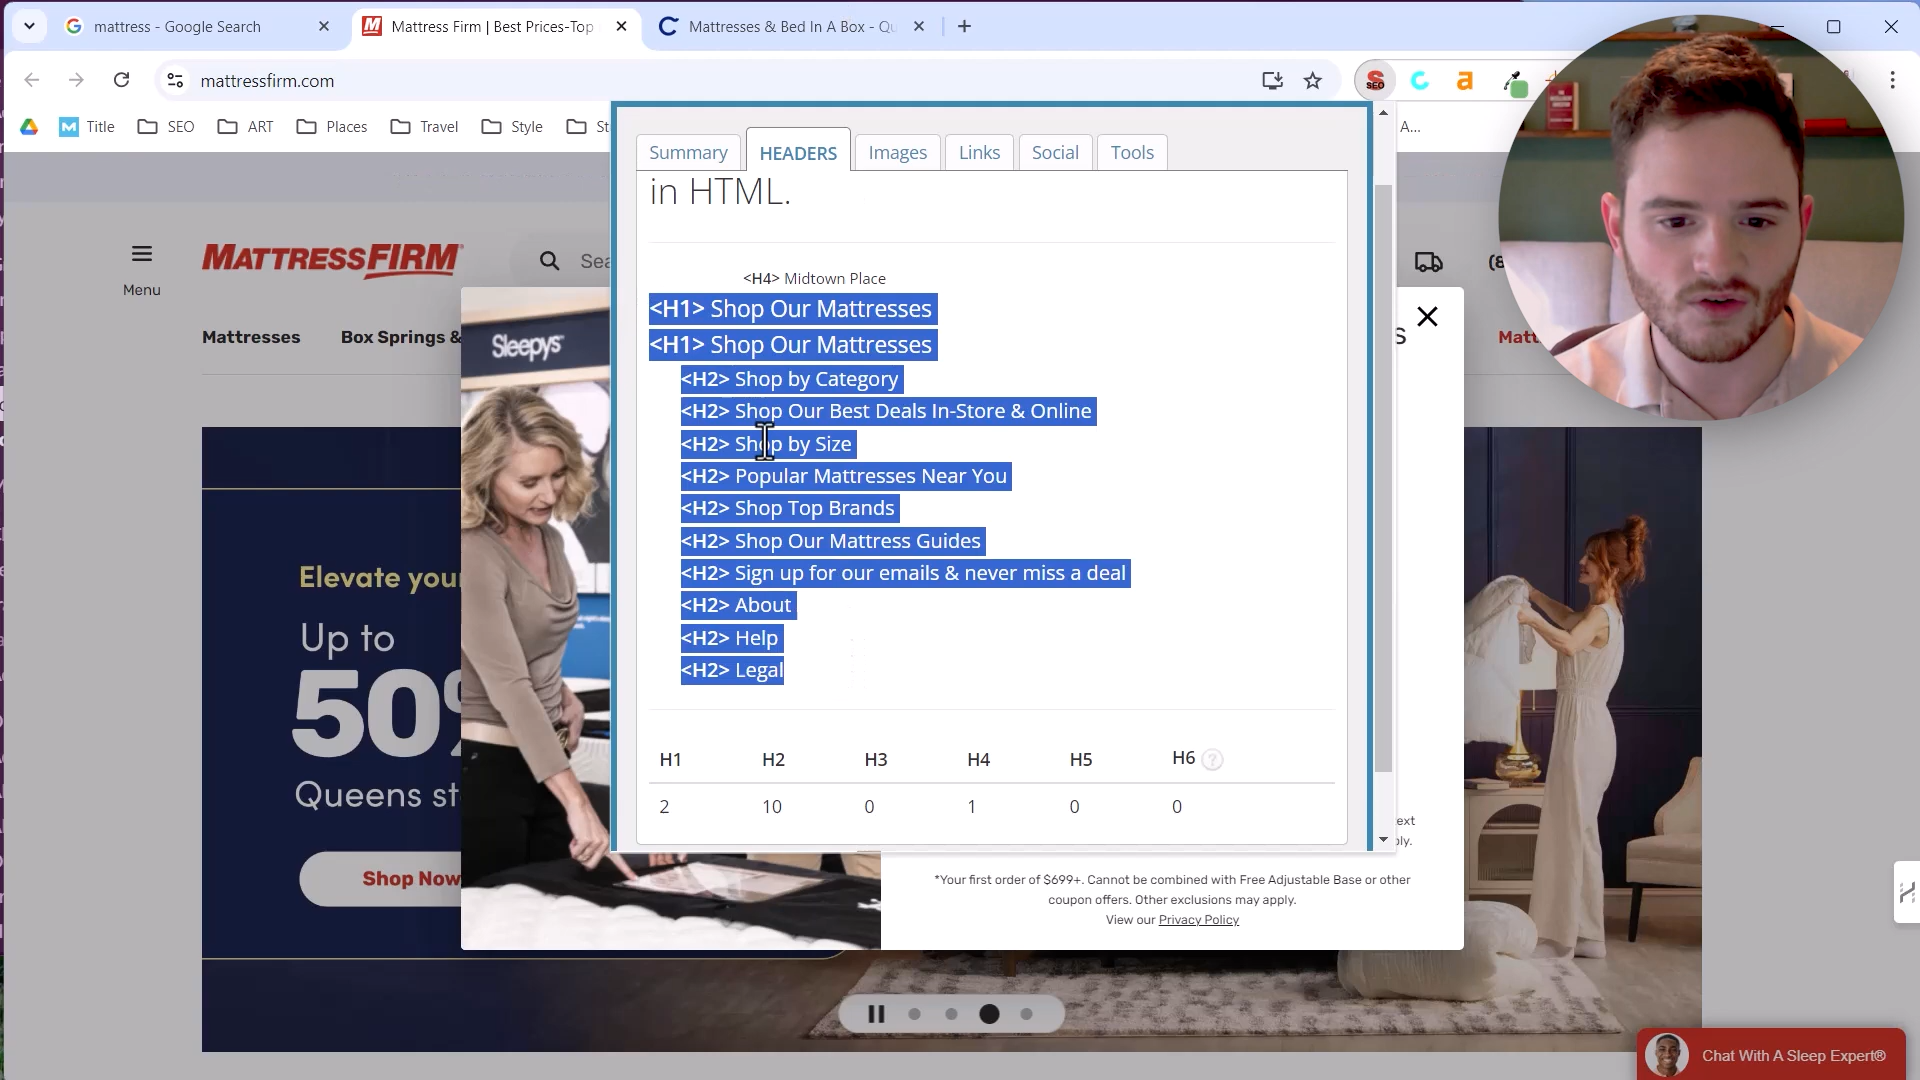 mattress - Google Search
Mattress Firm | Best Prices-Top
Mattresses & Bed In A Box - Qu
mattressfirm.com
SEO
a
M Title
SEO
ART
Places
Travel
Style
A...
Summary
HEADERS
Images
Links
Social
Tools
in HTML.
<H4> Midtown Place
<H1> Shop Our Mattresses
<H1> Shop Our Mattresses
<H2> Shop by Category
<H2> Shop Our Best Deals In-Store & Online
<H2> Shop by Size
<H2> Popular Mattresses Near You
<H2> Shop Top Brands
<H2> Shop Our Mattress Guides
<H2> Sign up for our emails & never miss a deal
<H2> About
<H2> Help
<H2> Legal
H1 H2 H3 H4 H5 H6 ?
2 10 0 1 0 0
Menu
MATTRESSFIRM
Sea
(8
Mattresses
Box Springs &
Matt
Sleepys
S
Elevate your
Up to
50%
Queens st
Shop Now
ext
ply.
*Your first order of $699+. Cannot be combined with Free Adjustable Base or other
coupon offers. Other exclusions may apply.
View our Privacy Policy
Chat With A Sleep Expert®